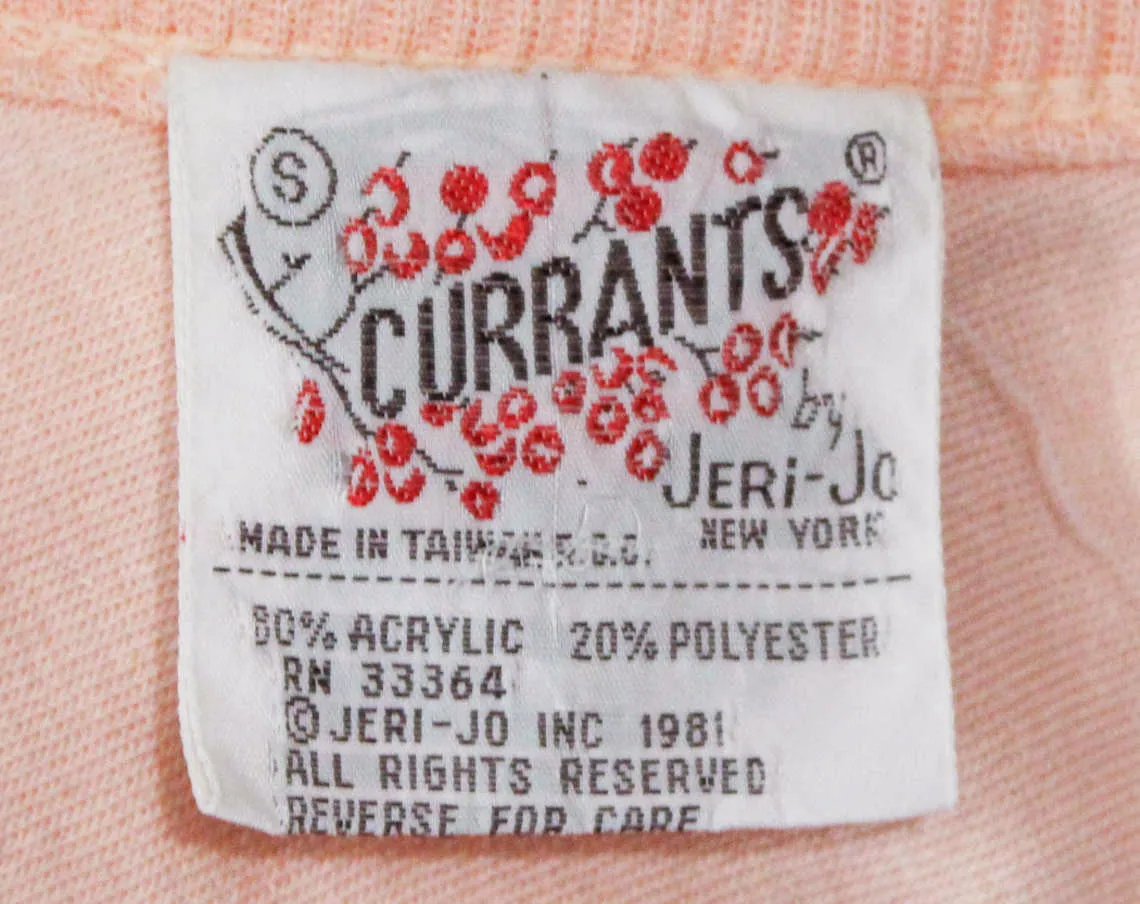 S ®
CURRANTS
by
JERi-Jo
NEW YORK
MADE IN TAIWAN R.O.C.
80% ACRYLIC 20% POLYESTER
RN 33364
© JERI-JO INC 1981
ALL RIGHTS RESERVED
REVERSE FOR CARE